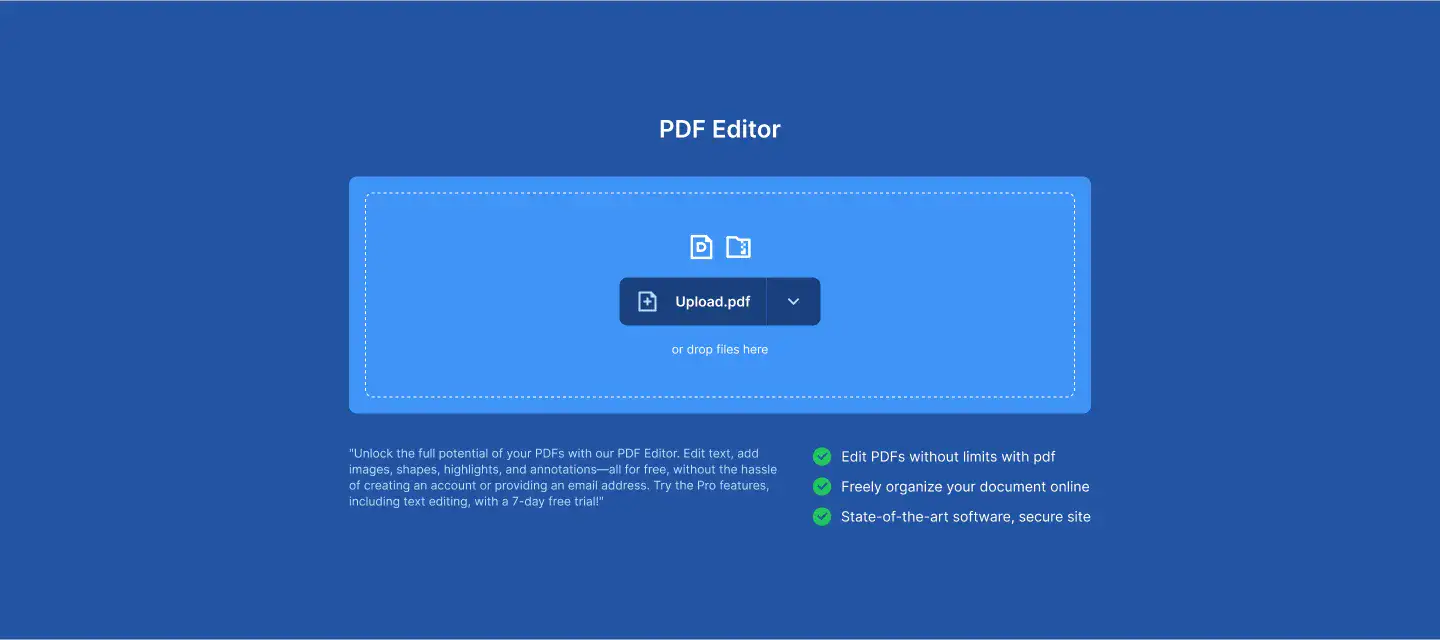 PDF Editor
Upload.pdf
or drop files here
"Unlock the full potential of your PDFs with our PDF Editor. Edit text, add
images, shapes, highlights, and annotations—all for free, without the hassle
of creating an account or providing an email address. Try the Pro features,
including text editing, with a 7-day free trial!"
Edit PDFs without limits with pdf
Freely organize your document online
State-of-the-art software, secure site